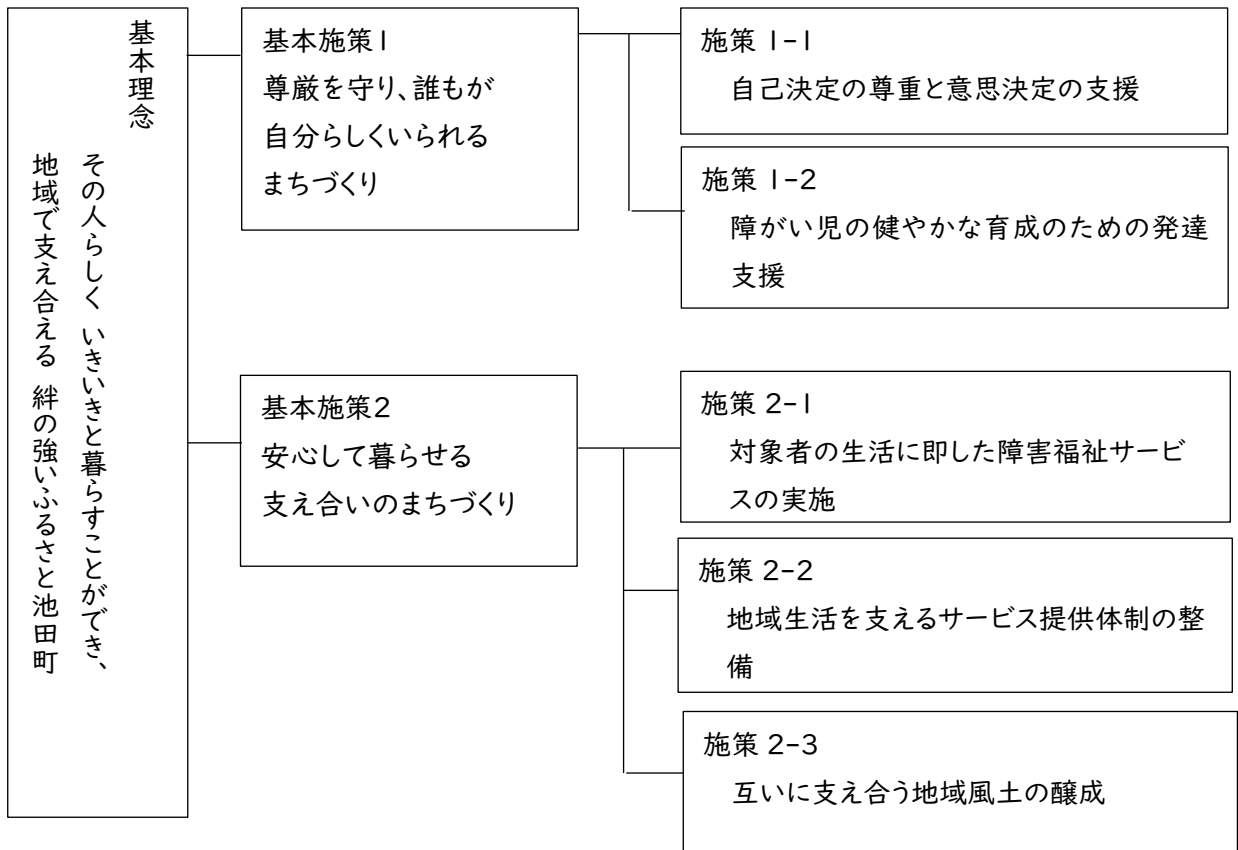 基本理念
その人らしく いきいきと暮らすことができ、
地域で支え合える 絆の強いふるさと池田町
基本施策1
尊厳を守り、誰もが
自分らしくいられる
まちづくり
施策 1-1
自己決定の尊重と意思決定の支援
施策 1-2
障がい児の健やかな育成のための発達
支援
基本施策2
安心して暮らせる
支え合いのまちづくり
施策 2-1
対象者の生活に即した障害福祉サービ
スの実施
施策 2-2
地域生活を支えるサービス提供体制の整
備
施策 2-3
互いに支え合う地域風土の醸成